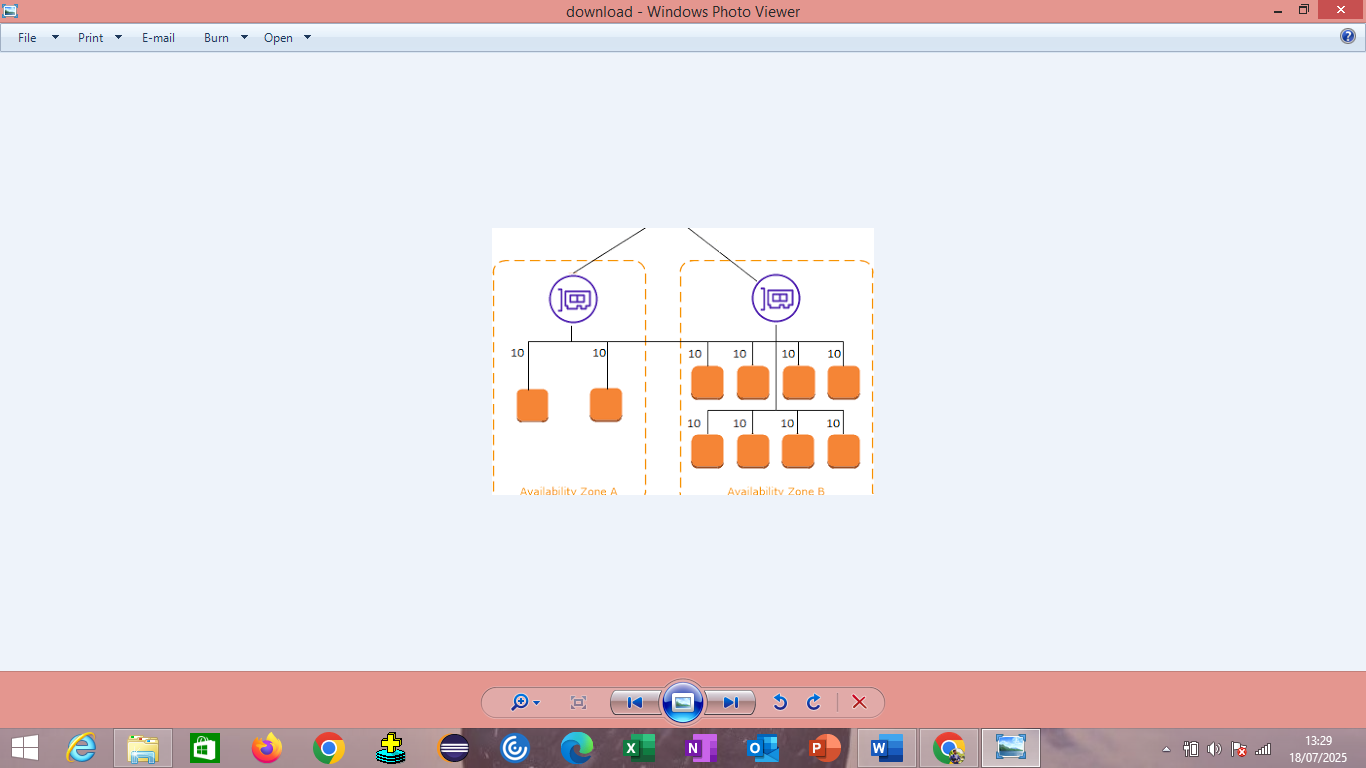 download - Windows Photo Viewer
File Print E-mail Burn Open
10 10 10 10 10 10
10 10 10 10
Availability Zone A Availability Zone B
13:29
18/07/2025